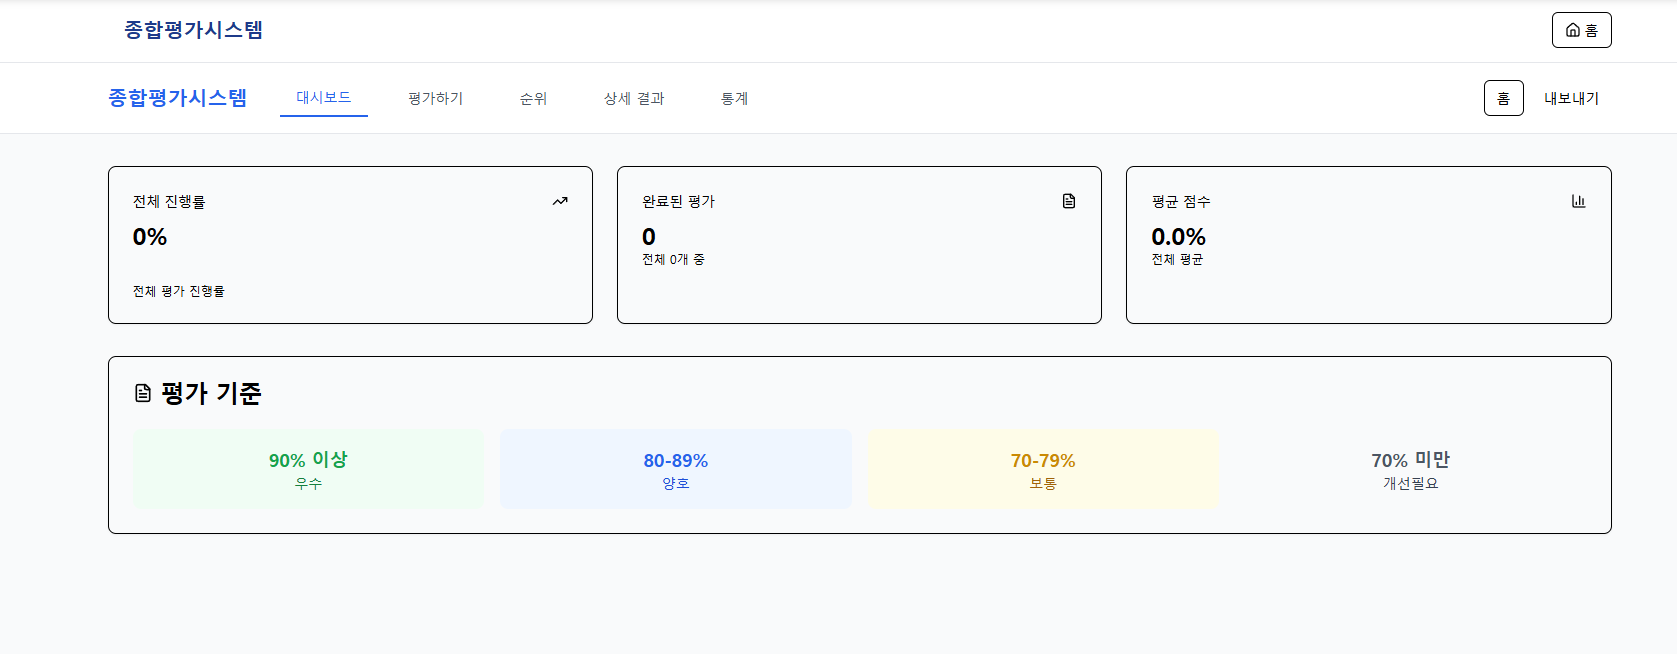 종합평가시스템
홈
종합평가시스템 대시보드 평가하기 순위 상세 결과 통계 홈 내보내기
전체 진행률
0%
전체 평가 진행률
완료된 평가
0
전체 0개 중
평균 점수
0.0%
전체 평균
평가 기준
90% 이상
우수
80-89%
양호
70-79%
보통
70% 미만
개선필요